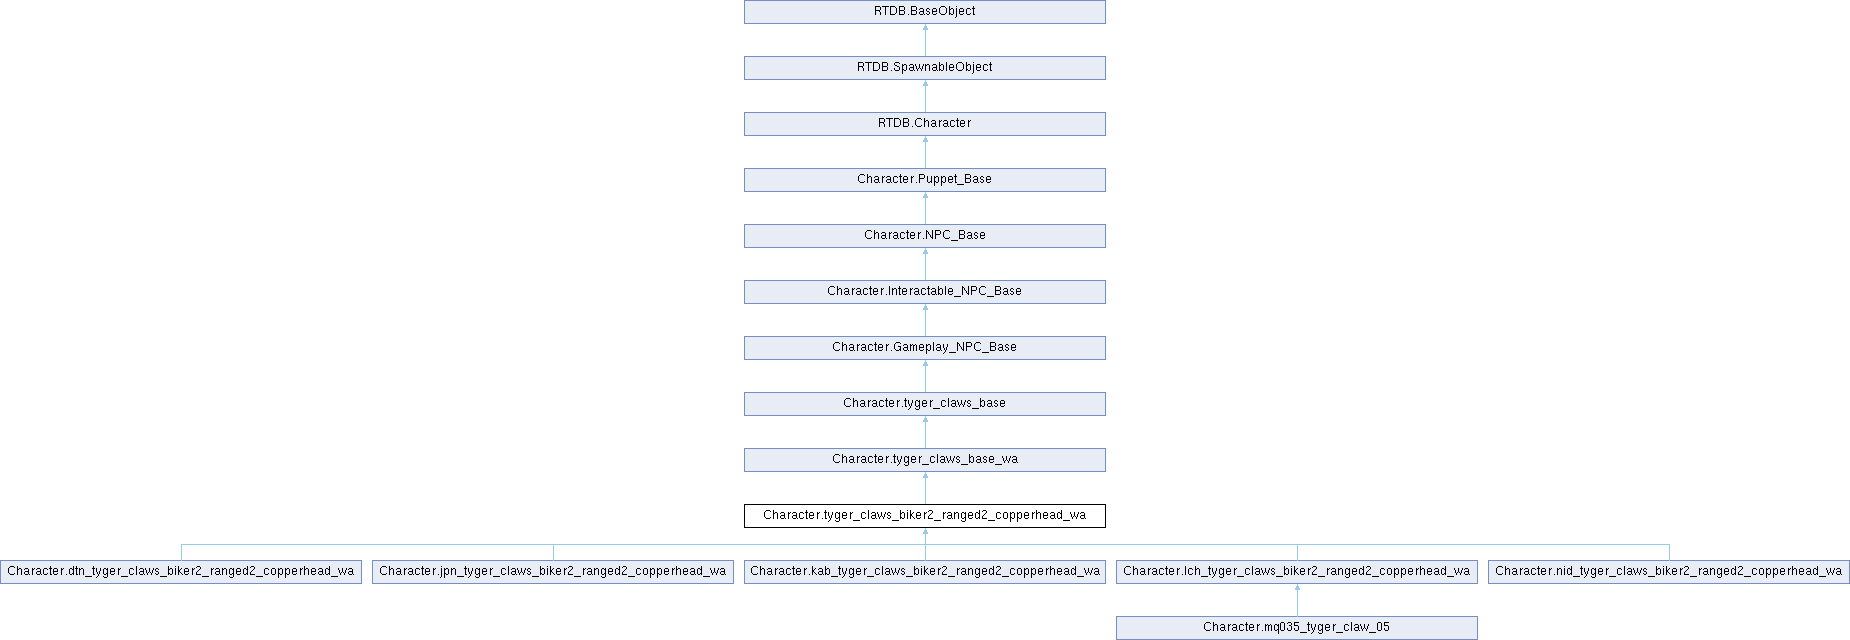 RTDB.BaseObject
RTDB.SpawnableObject
RTDB.Character
Character.Puppet_Base
Character.NPC_Base
Character.Interactable_NPC_Base
Character.Gameplay_NPC_Base
Character.tyger_claws_base
Character.tyger_claws_base_wa
Character.tyger_claws_biker2_ranged2_copperhead_wa
Character.dtn_tyger_claws_biker2_ranged2_copperhead_wa
Character.jpn_tyger_claws_biker2_ranged2_copperhead_wa
Character.kab_tyger_claws_biker2_ranged2_copperhead_wa
Character.lch_tyger_claws_biker2_ranged2_copperhead_wa
Character.nid_tyger_claws_biker2_ranged2_copperhead_wa
Character.mq035_tyger_claw_05